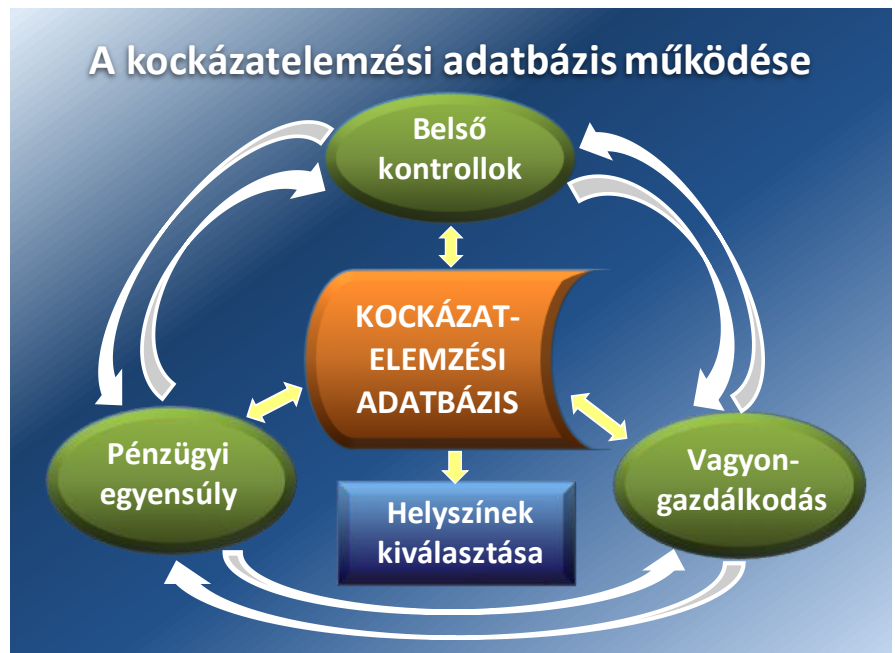 A kockázatelemzési adatbázis működése
Belső
kontrollok
KOCKÁZAT-
ELEMZÉSI
ADATBÁZIS
Pénzügyi
egyensúly
Vagyon-
gazdálkodás
Helyszínek
kiválasztása